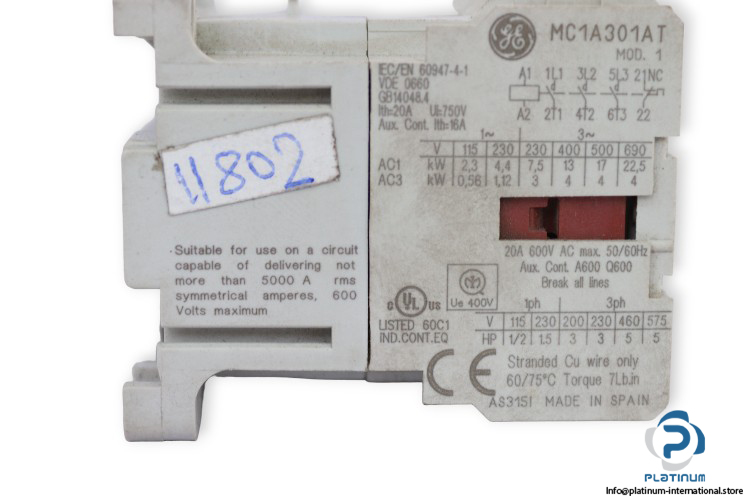 GE
MC1A301AT
MOD. 1
IEC/EN 60947-4-1
VDE 0660
GB14048.4
Ith=20A Ui=750V
Aux. Cont. Ith=16A
A1 1L1 3L2 5L3 21NC
A2 2T1 4T2 6T3 22
1~ 3~
V 115 230 230 400 500 690
AC1 kW 2,3 4,4 7,5 13 17 22,5
AC3 kW 0,56 1,12 3 4 4 4
11802
20A 600V AC max. 50/60Hz
Aux. Cont. A600 Q600
Break all lines
·Suitable for use on a circuit
capable of delivering not
more than 5000 A rms
symmetrical amperes, 600
Volts maximum
c UL us
LISTED 60C1
IND.CONT.EQ
Ue 400V
1ph 3ph
V 115 230 200 230 460 575
HP 1/2 1.5 3 3 5 5
CE
Stranded Cu wire only
60/75°C Torque 7Lb.in
AS315I MADE IN SPAIN
PLATINUM
Info@platinum-international.store